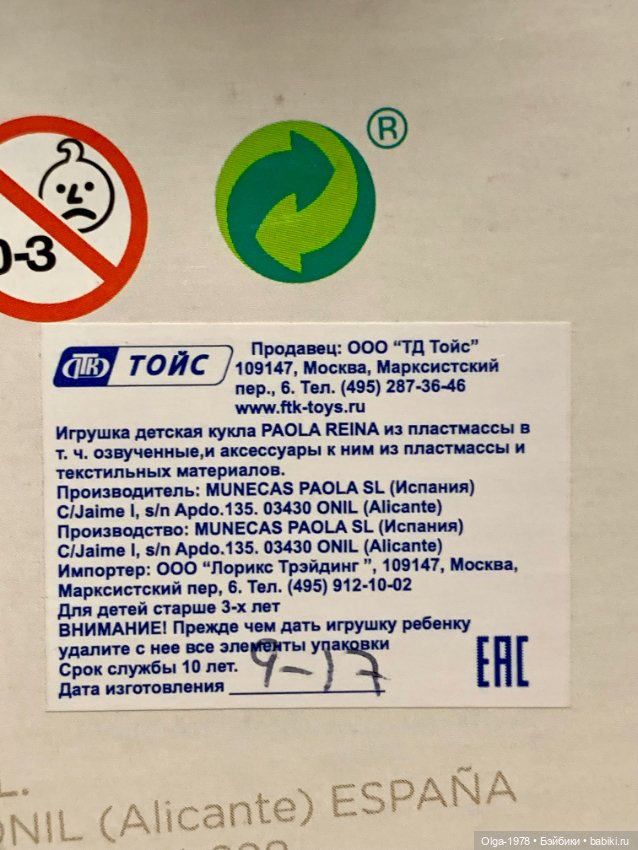 ®
0-3
ФТК ТОЙС
Продавец: ООО “ТД Тойс”
109147, Москва, Марксистский
пер., 6. Тел. (495) 287-36-46
www.ftk-toys.ru
Игрушка детская кукла PAOLA REINA из пластмассы в
т. ч. озвученные,и аксессуары к ним из пластмассы и
текстильных материалов.
Производитель: MUNECAS PAOLA SL (Испания)
C/Jaime I, s/n Apdo.135. 03430 ONIL (Alicante)
Производство: MUNECAS PAOLA SL (Испания)
C/Jaime I, s/n Apdo.135. 03430 ONIL (Alicante)
Импортер: ООО “Лорикс Трэйдинг ”, 109147, Москва,
Марксистский пер, 6. Тел. (495) 912-10-02
Для детей старше 3-х лет
ВНИМАНИЕ! Прежде чем дать игрушку ребенку
удалите с нее все элементы упаковки
Срок службы 10 лет.
Дата изготовления 9-17
EAC
L.
ONIL (Alicante) ESPAÑA
Olga-1978 • Бэйбики • babiki.ru